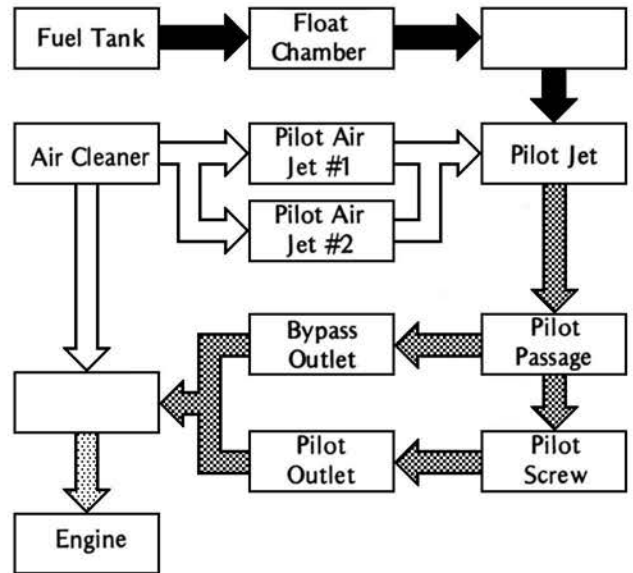 Fuel Tank
Float
Chamber
Air Cleaner
Pilot Air
Jet #1
Pilot Jet
Pilot Air
Jet #2
Bypass
Outlet
Pilot
Passage
Pilot
Outlet
Pilot
Screw
Engine